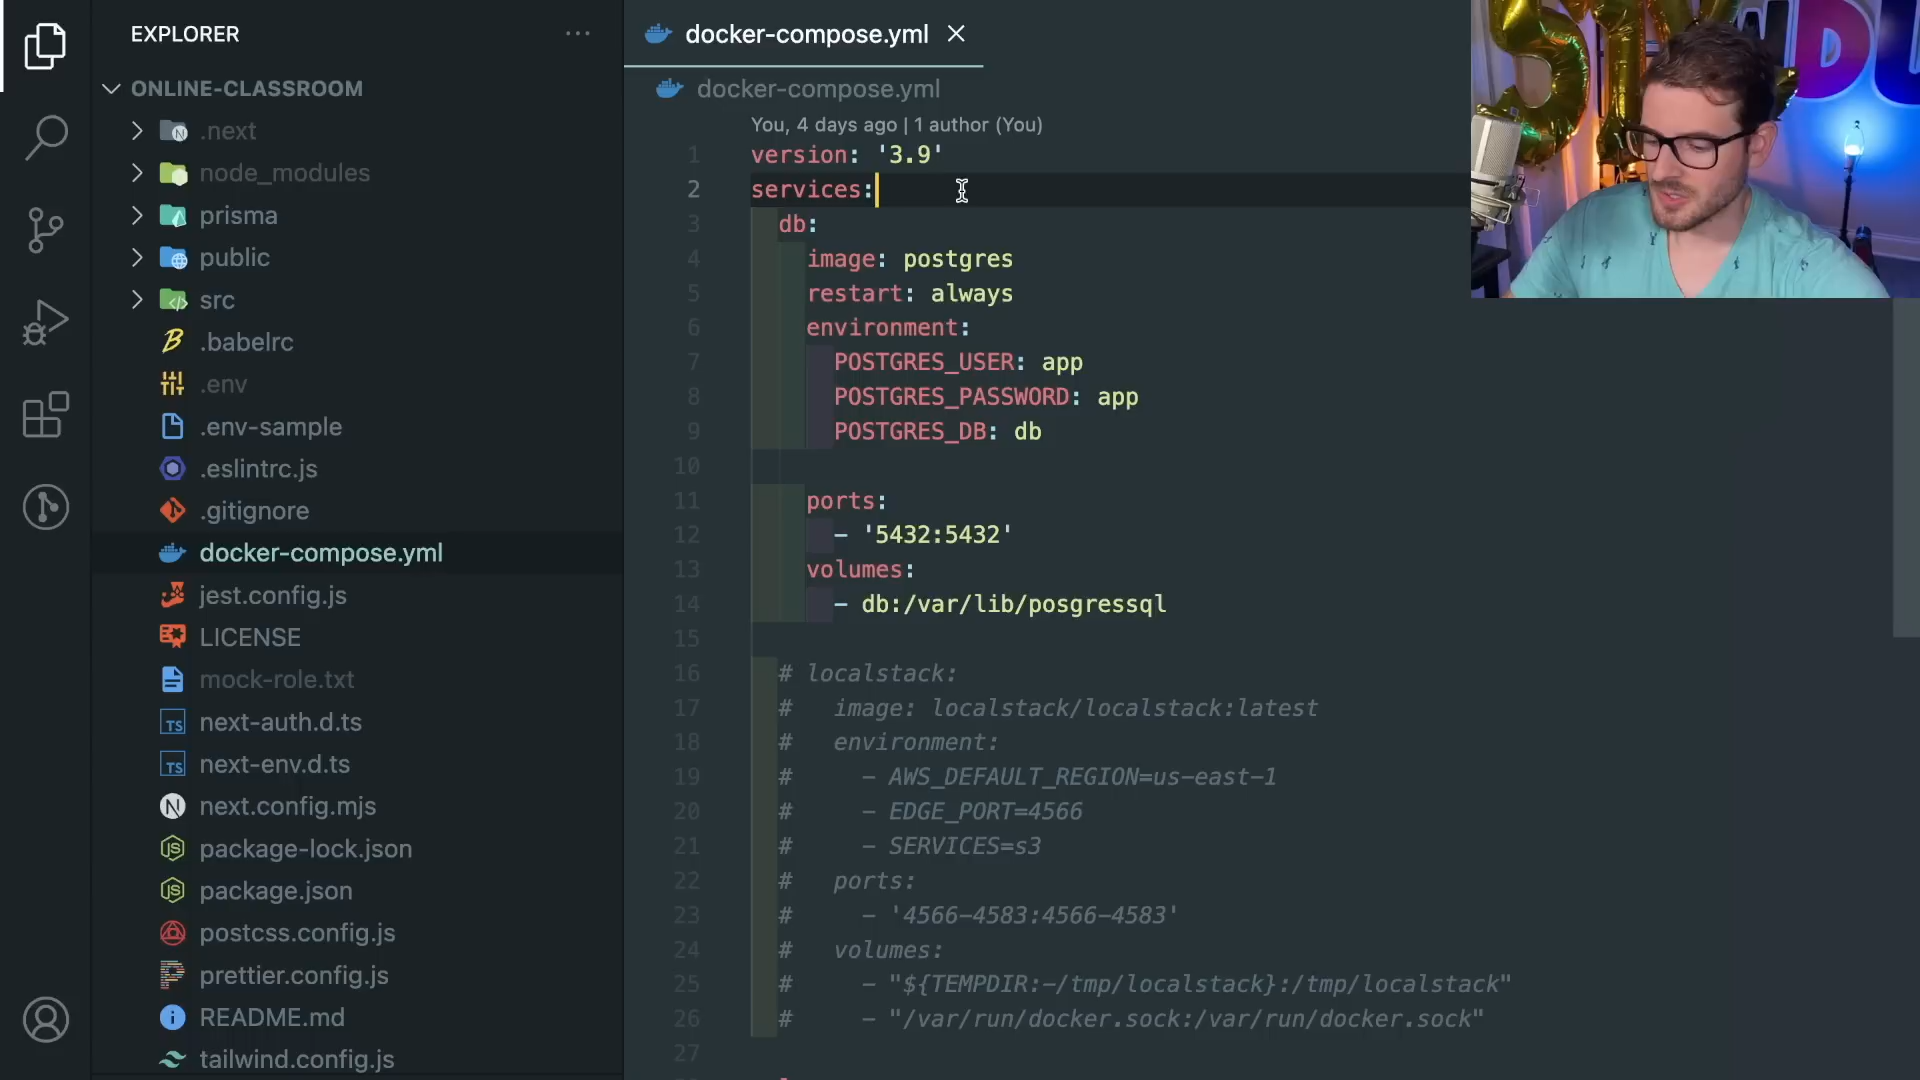 EXPLORER
ONLINE-CLASSROOM
.next
node_modules
prisma
public
src
.babelrc
.env
.env-sample
.eslintrc.js
.gitignore
docker-compose.yml
jest.config.js
LICENSE
mock-role.txt
next-auth.d.ts
next-env.d.ts
next.config.mjs
package-lock.json
package.json
postcss.config.js
prettier.config.js
README.md
tailwind.config.js
docker-compose.yml
docker-compose.yml
You, 4 days ago | 1 author (You)
1 version: '3.9'
2 services:
3 db:
4 image: postgres
5 restart: always
6 environment:
7 POSTGRES_USER: app
8 POSTGRES_PASSWORD: app
9 POSTGRES_DB: db
10
11 ports:
12 - '5432:5432'
13 volumes:
14 - db:/var/lib/posgressql
15
16 # localstack:
17 # image: localstack/localstack:latest
18 # environment:
19 # - AWS_DEFAULT_REGION=us-east-1
20 # - EDGE_PORT=4566
21 # - SERVICES=s3
22 # ports:
23 # - '4566-4583:4566-4583'
24 # volumes:
25 # - "${TEMPDIR:-/tmp/localstack}:/tmp/localstack"
26 # - "/var/run/docker.sock:/var/run/docker.sock"
27